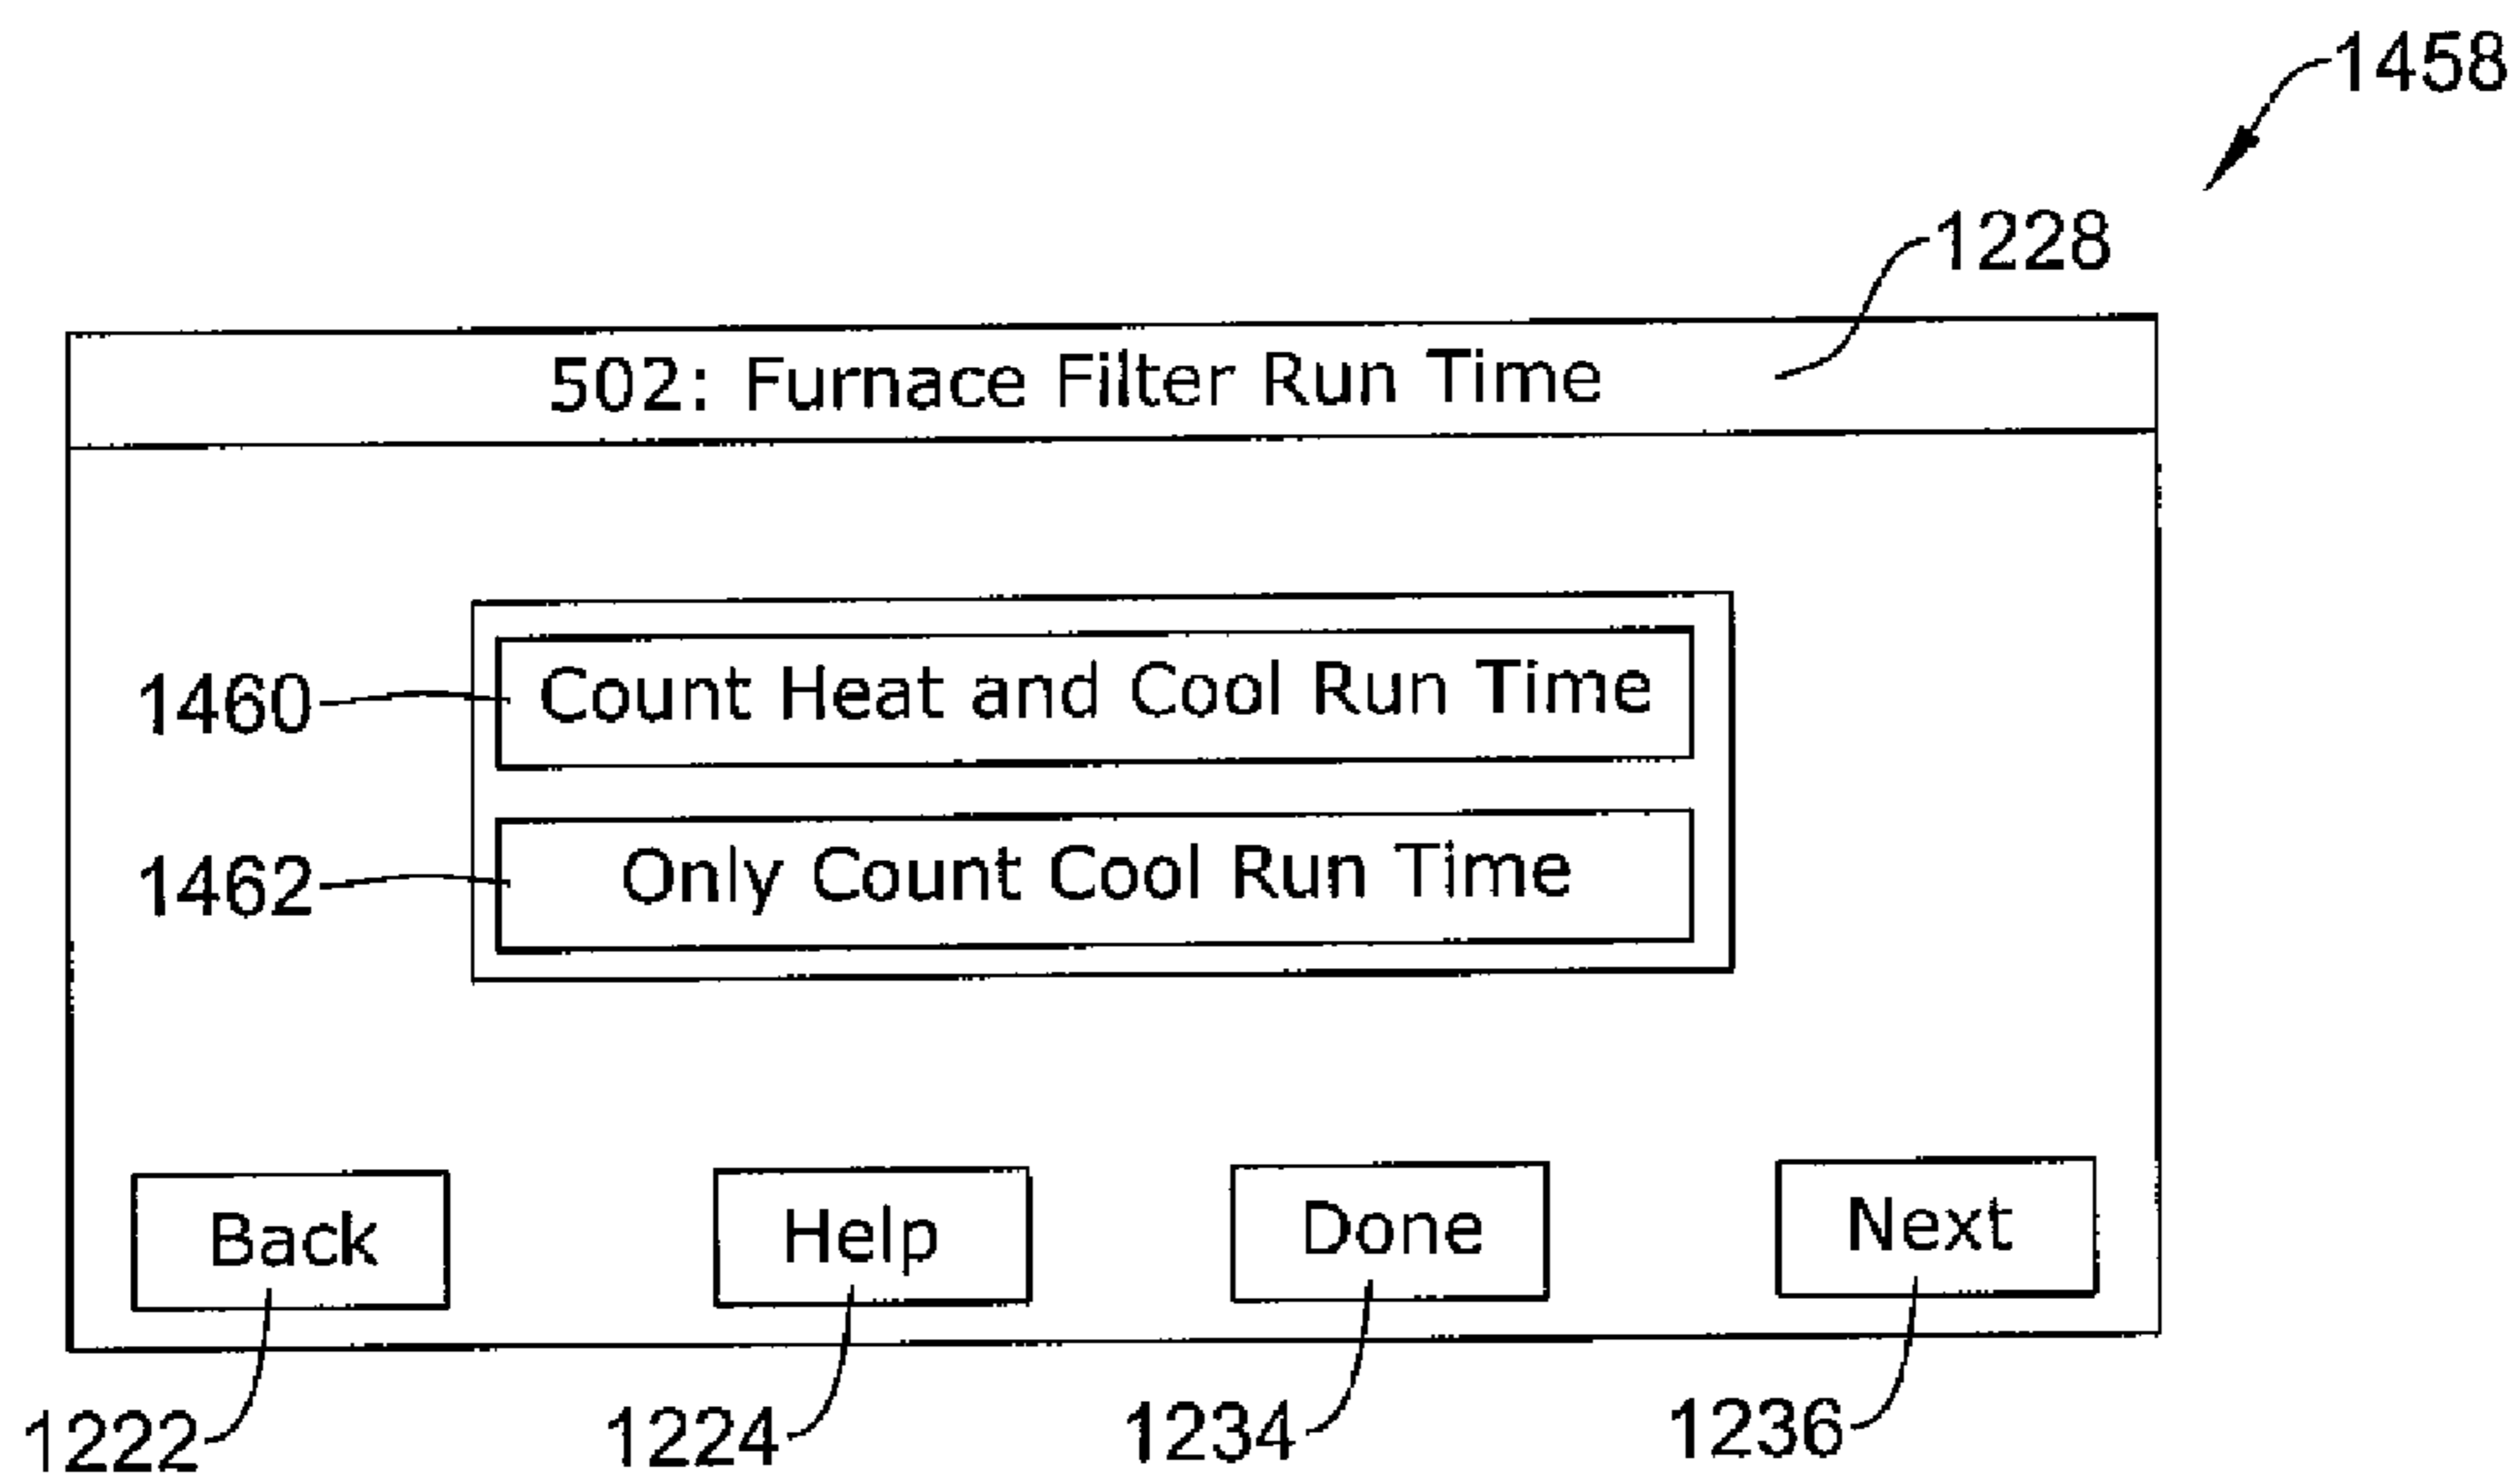 1458
1228
502: Furnace Filter Run Time
1460
Count Heat and Cool Run Time
1462
Only Count Cool Run Time
Back
Help
Done
Next
1222
1224
1234
1236